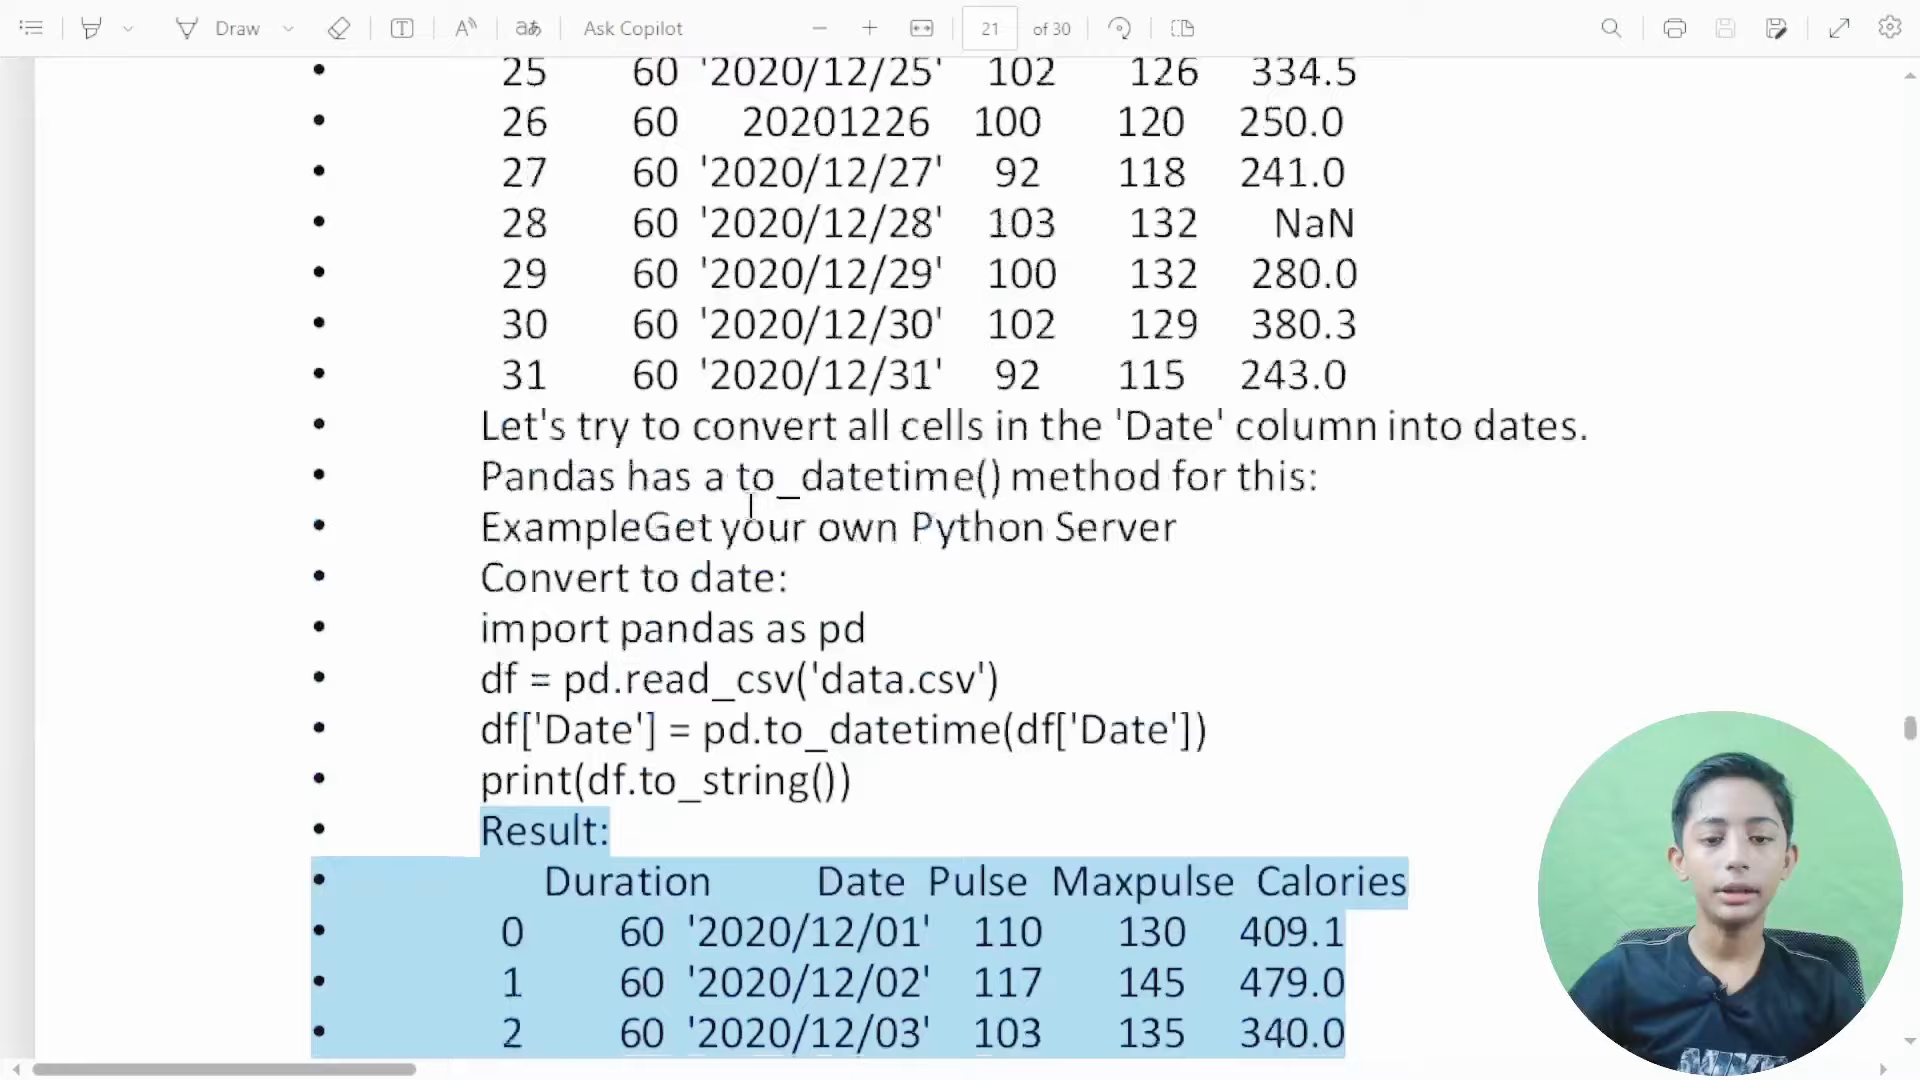 Draw Ask Copilot 21 of 30
25 60 '2020/12/25' 102 126 334.5
26 60 20201226 100 120 250.0
27 60 '2020/12/27' 92 118 241.0
28 60 '2020/12/28' 103 132 NaN
29 60 '2020/12/29' 100 132 280.0
30 60 '2020/12/30' 102 129 380.3
31 60 '2020/12/31' 92 115 243.0
Let's try to convert all cells in the 'Date' column into dates.
Pandas has a to_datetime() method for this:
ExampleGet your own Python Server
Convert to date:
import pandas as pd
df = pd.read_csv('data.csv')
df['Date'] = pd.to_datetime(df['Date'])
print(df.to_string())
Result:
Duration Date Pulse Maxpulse Calories
0 60 '2020/12/01' 110 130 409.1
1 60 '2020/12/02' 117 145 479.0
2 60 '2020/12/03' 103 135 340.0